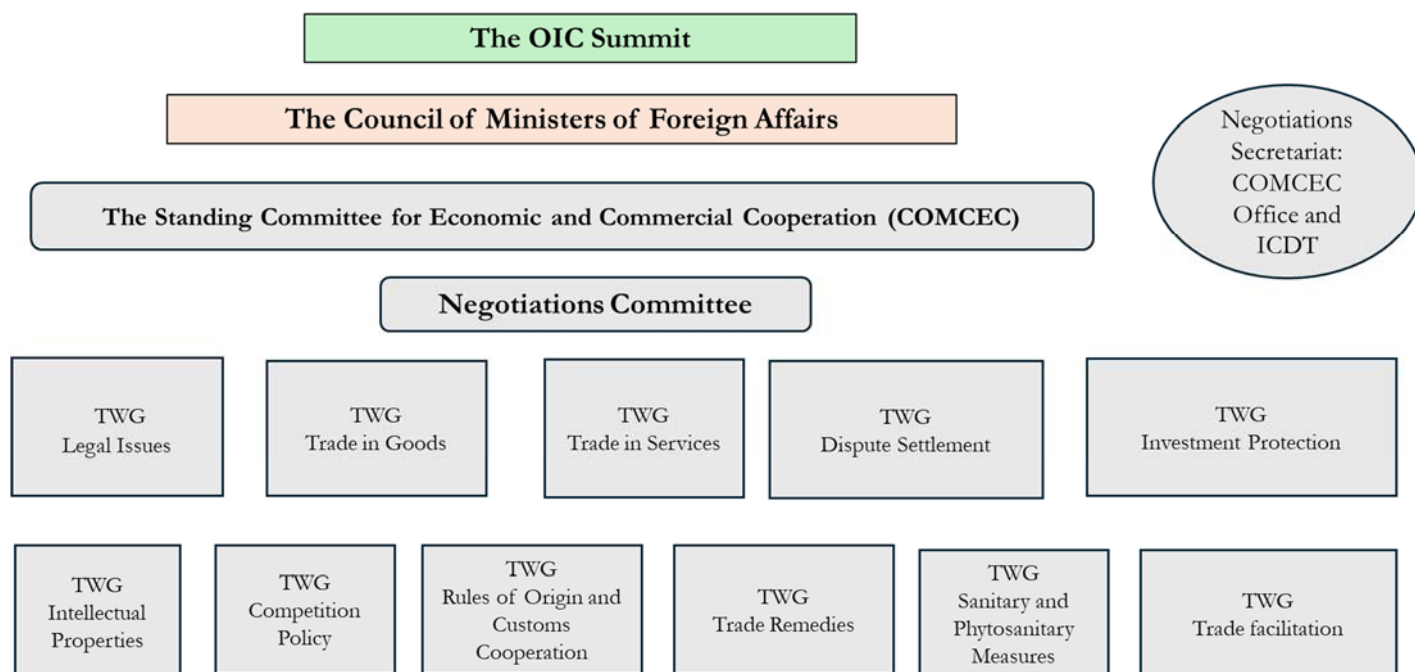 The OIC Summit
The Council of Ministers of Foreign Affairs
Negotiations
Secretariat:
COMCEC
Office and
ICDT
The Standing Committee for Economic and Commercial Cooperation (COMCEC)
Negotiations Committee
TWG
Legal Issues
TWG
Trade in Goods
TWG
Trade in Services
TWG
Dispute Settlement
TWG
Investment Protection
TWG
Intellectual
Properties
TWG
Competition
Policy
TWG
Rules of Origin and
Customs
Cooperation
TWG
Trade Remedies
TWG
Sanitary and
Phytosanitary
Measures
TWG
Trade facilitation